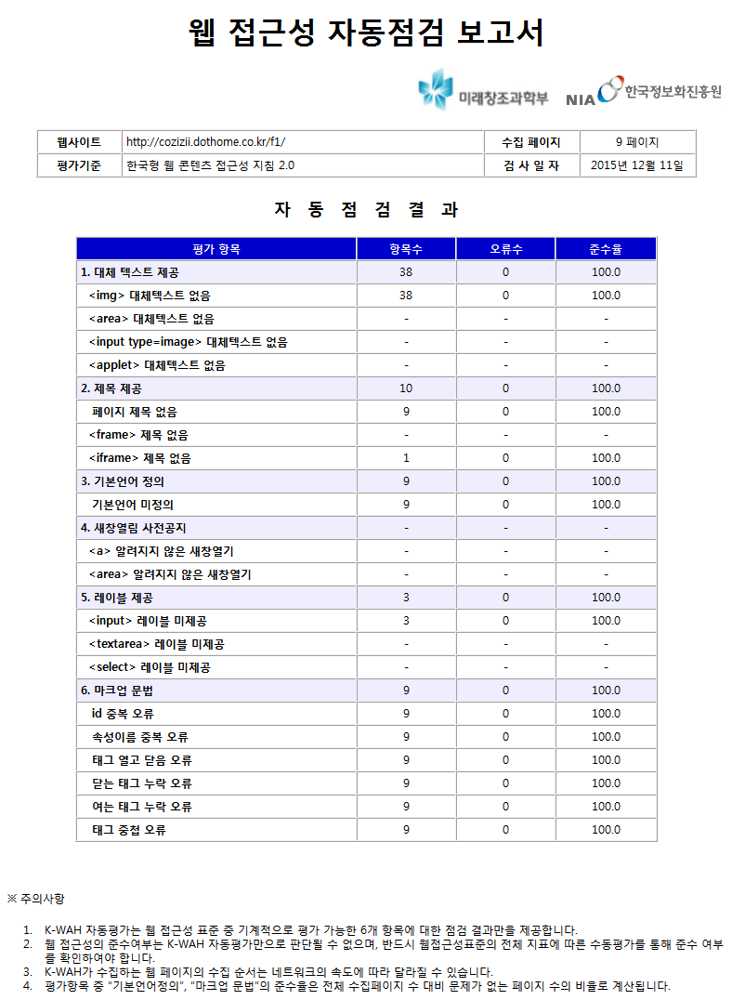 웹 접근성 자동점검 보고서
미래창조과학부 NIA 한국정보화진흥원
웹사이트 http://cozizii.dothome.co.kr/f1/ 수집 페이지 9 페이지
평가기준 한국형 웹 콘텐츠 접근성 지침 2.0 검 사 일 자 2015년 12월 11일
자 동 점 검 결 과
평가 항목 항목수 오류수 준수율
1. 대체 텍스트 제공 38 0 100.0
<img> 대체텍스트 없음 38 0 100.0
<area> 대체텍스트 없음 - - -
<input type=image> 대체텍스트 없음 - - -
<applet> 대체텍스트 없음 - - -
2. 제목 제공 10 0 100.0
페이지 제목 없음 9 0 100.0
<frame> 제목 없음 - - -
<iframe> 제목 없음 1 0 100.0
3. 기본언어 정의 9 0 100.0
기본언어 미정의 9 0 100.0
4. 새창열림 사전공지 - - -
<a> 알려지지 않은 새창열기 - - -
<area> 알려지지 않은 새창열기 - - -
5. 레이블 제공 3 0 100.0
<input> 레이블 미제공 3 0 100.0
<textarea> 레이블 미제공 - - -
<select> 레이블 미제공 - - -
6. 마크업 문법 9 0 100.0
id 중복 오류 9 0 100.0
속성이름 중복 오류 9 0 100.0
태그 열고 닫음 오류 9 0 100.0
닫는 태그 누락 오류 9 0 100.0
여는 태그 누락 오류 9 0 100.0
태그 중첩 오류 9 0 100.0
※ 주의사항
1. K-WAH 자동평가는 웹 접근성 표준 중 기계적으로 평가 가능한 6개 항목에 대한 점검 결과만을 제공합니다.
2. 웹 접근성의 준수여부는 K-WAH 자동평가만으로 판단될 수 없으며, 반드시 웹접근성표준의 전체 지표에 따른 수동평가를 통해 준수 여부
를 확인하여야 합니다.
3. K-WAH가 수집하는 웹 페이지의 수집 순서는 네트워크의 속도에 따라 달라질 수 있습니다.
4. 평가항목 중 “기본언어정의”, “마크업 문법”의 준수율은 전체 수집페이지 수 대비 문제가 없는 페이지 수의 비율로 계산됩니다.